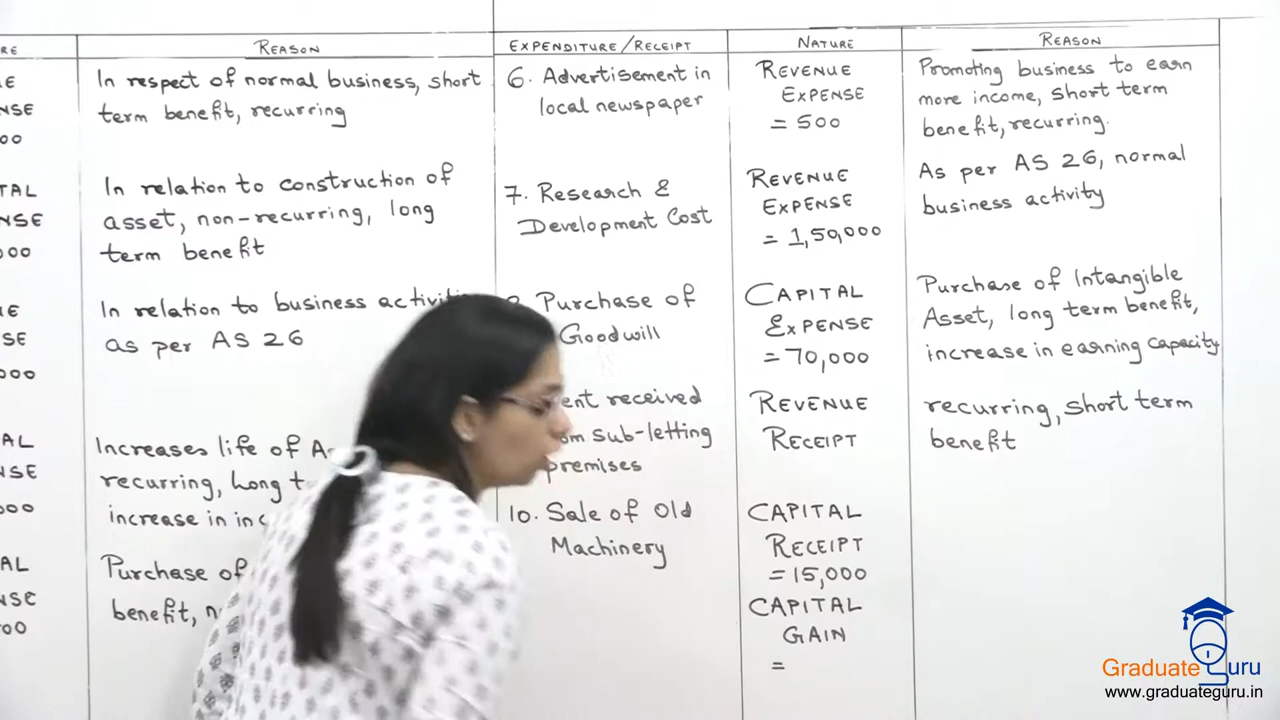 RE
REASON
EXPENDITURE/RECEIPT
NATURE
REASON
In respect of normal business, short
term benefit, recurring
In relation to construction of
asset, non-recurring, long
term benefit
In relation to business
as per AS 26
Increases life of
recurring, long
increase in
Purchase of
benefit,
6. Advertisement in
local newspaper
REVENUE
EXPENSE
= 500
Promoting business to earn
more income, short term
benefit, recurring.
7. Research &
Development Cost
REVENUE
EXPENSE
= 1,50,000
As per AS 26, normal
business activity
Purchase of
Goodwill
CAPITAL
EXPENSE
= 70,000
Purchase of Intangible
Asset, long term benefit,
increase in earning capacity
received
sub-letting
premises
REVENUE
RECEIPT
recurring, short term
benefit
10. Sale of Old
Machinery
CAPITAL
RECEIPT
= 15,000
CAPITAL
GAIN
=
Graduate Guru
www.graduateguru.in